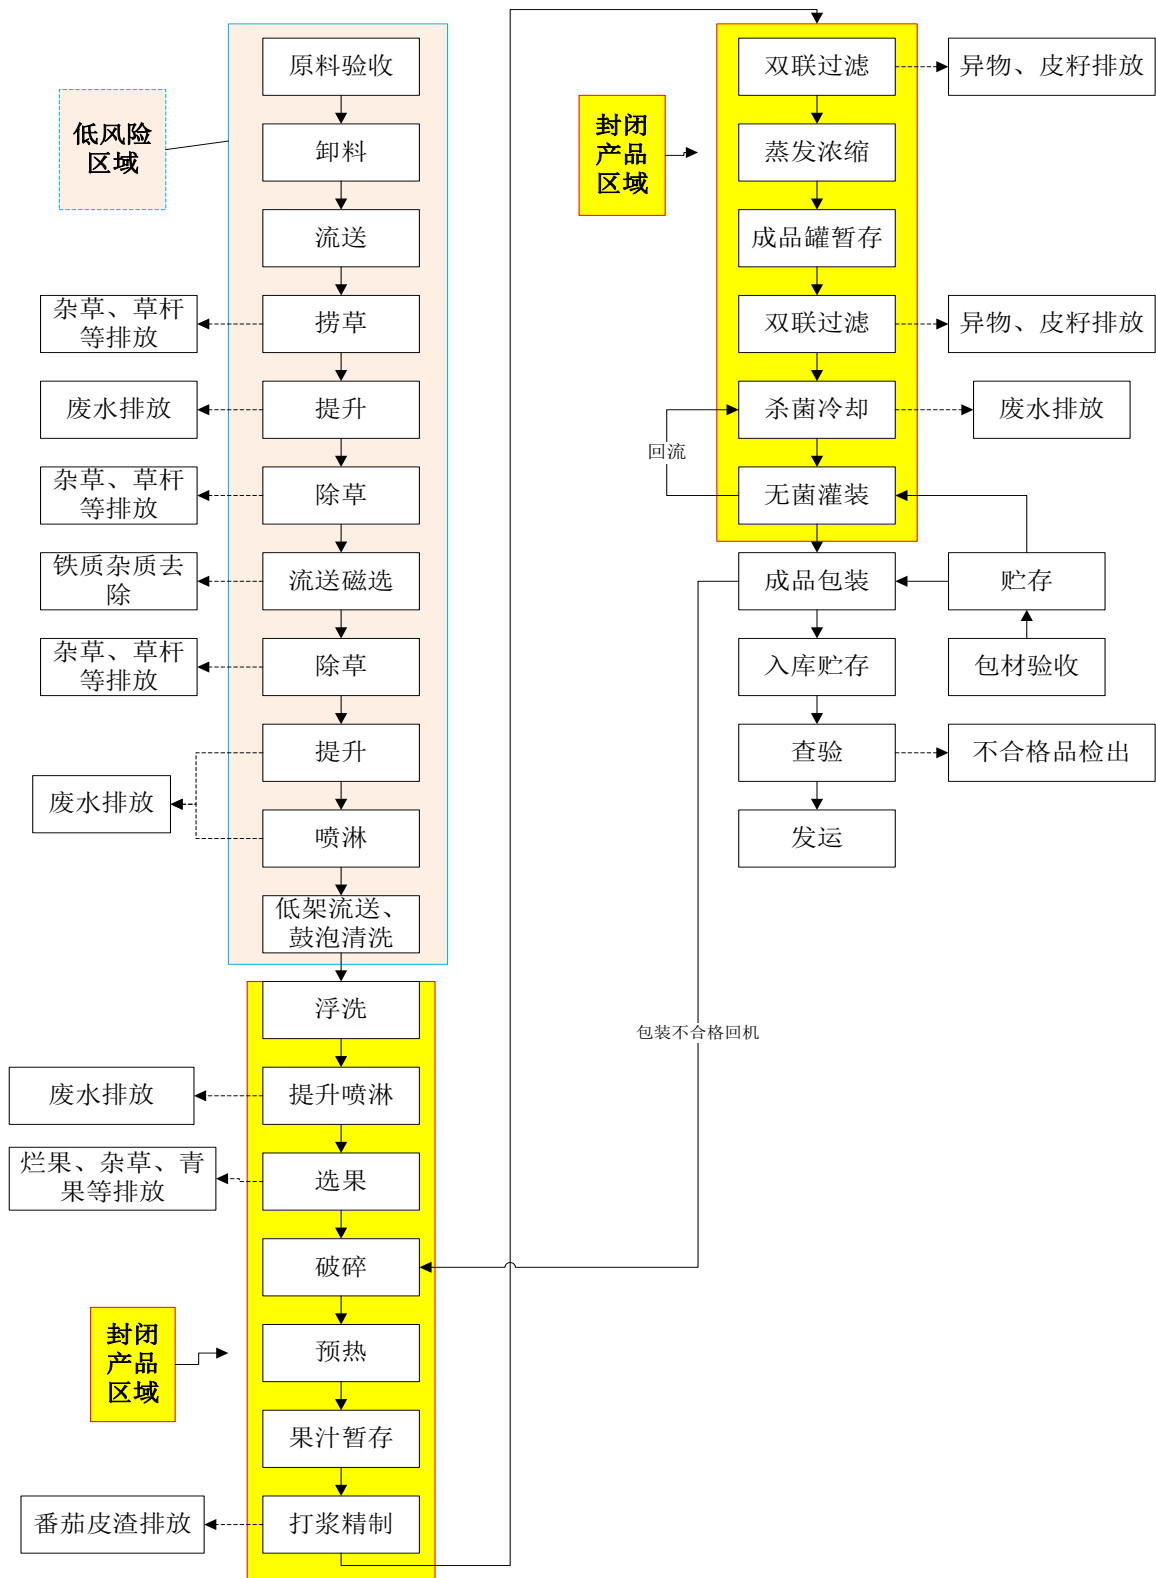 原料验收
低风险
区域
卸料
流送
杂草、草杆
等排放
捞草
废水排放
提升
杂草、草杆
等排放
除草
铁质杂质去
除
流送磁选
杂草、草杆
等排放
除草
提升
废水排放
喷淋
低架流送、
鼓泡清洗
浮洗
废水排放
提升喷淋
烂果、杂草、青
果等排放
选果
破碎
封闭
产品
区域
预热
果汁暂存
番茄皮渣排放
打浆精制
双联过滤
异物、皮籽排放
封闭
产品
区域
蒸发浓缩
成品罐暂存
双联过滤
异物、皮籽排放
杀菌冷却
废水排放
回流
无菌灌装
成品包装
贮存
入库贮存
包材验收
查验
不合格品检出
发运
包装不合格回机